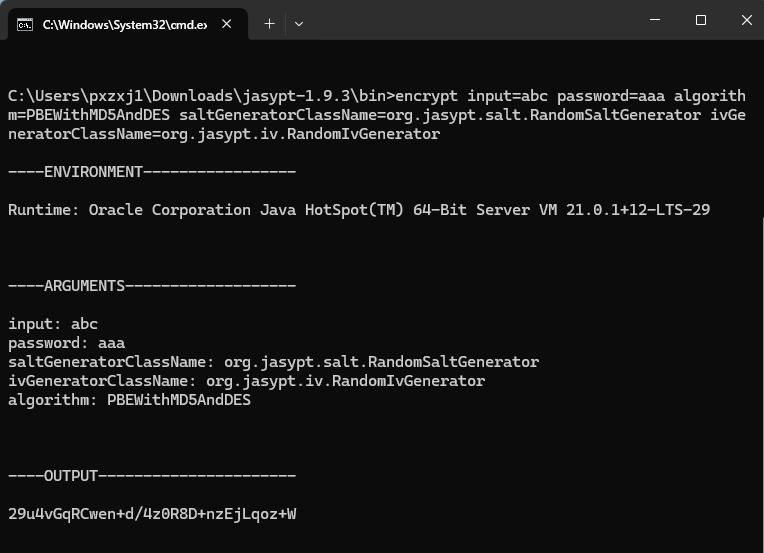 C:\Windows\System32\cmd.ex
C:\Users\pxzxj1\Downloads\jasypt-1.9.3\bin>encrypt input=abc password=aaa algorith
m=PBEWithMD5AndDES saltGeneratorClassName=org.jasypt.salt.RandomSaltGenerator ivGe
neratorClassName=org.jasypt.iv.RandomIvGenerator
----ENVIRONMENT-----------------
Runtime: Oracle Corporation Java HotSpot(TM) 64-Bit Server VM 21.0.1+12-LTS-29
----ARGUMENTS-------------------
input: abc
password: aaa
saltGeneratorClassName: org.jasypt.salt.RandomSaltGenerator
ivGeneratorClassName: org.jasypt.iv.RandomIvGenerator
algorithm: PBEWithMD5AndDES
----OUTPUT----------------------
29u4vGqRCwen+d/4z0R8D+nzEjLqoz+W